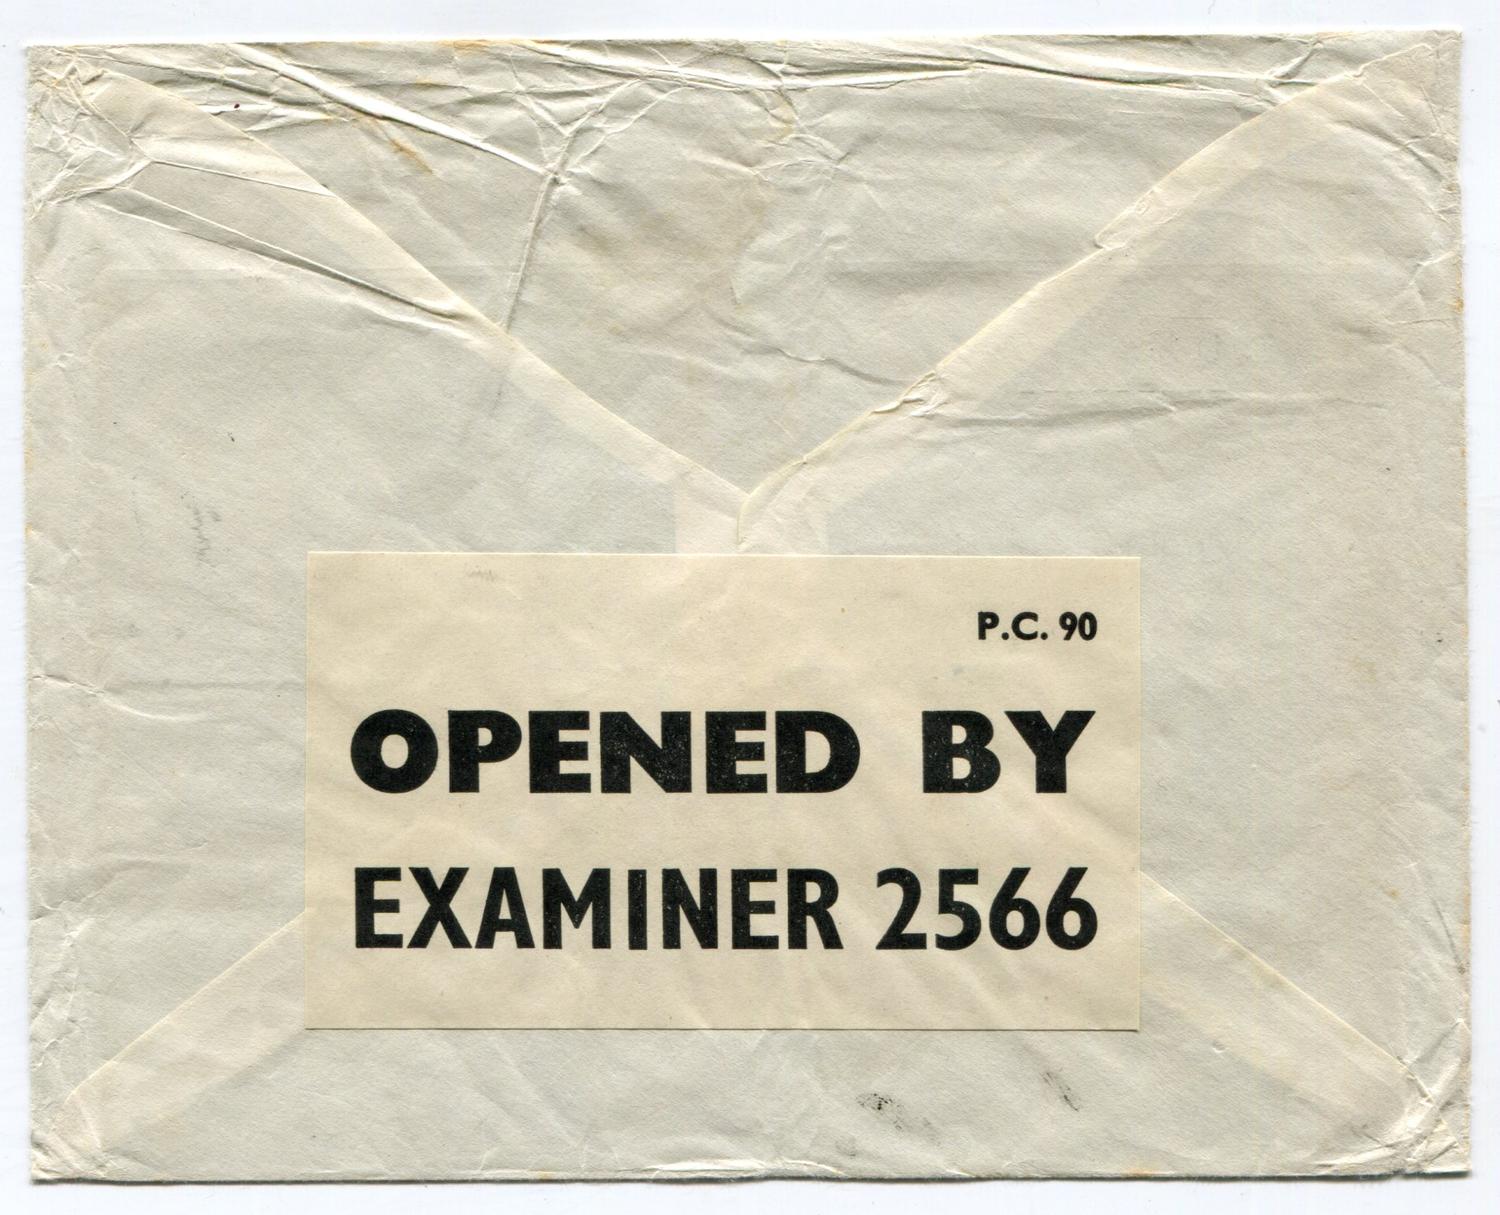 P.C. 90
OPENED BY
EXAMINER 2566